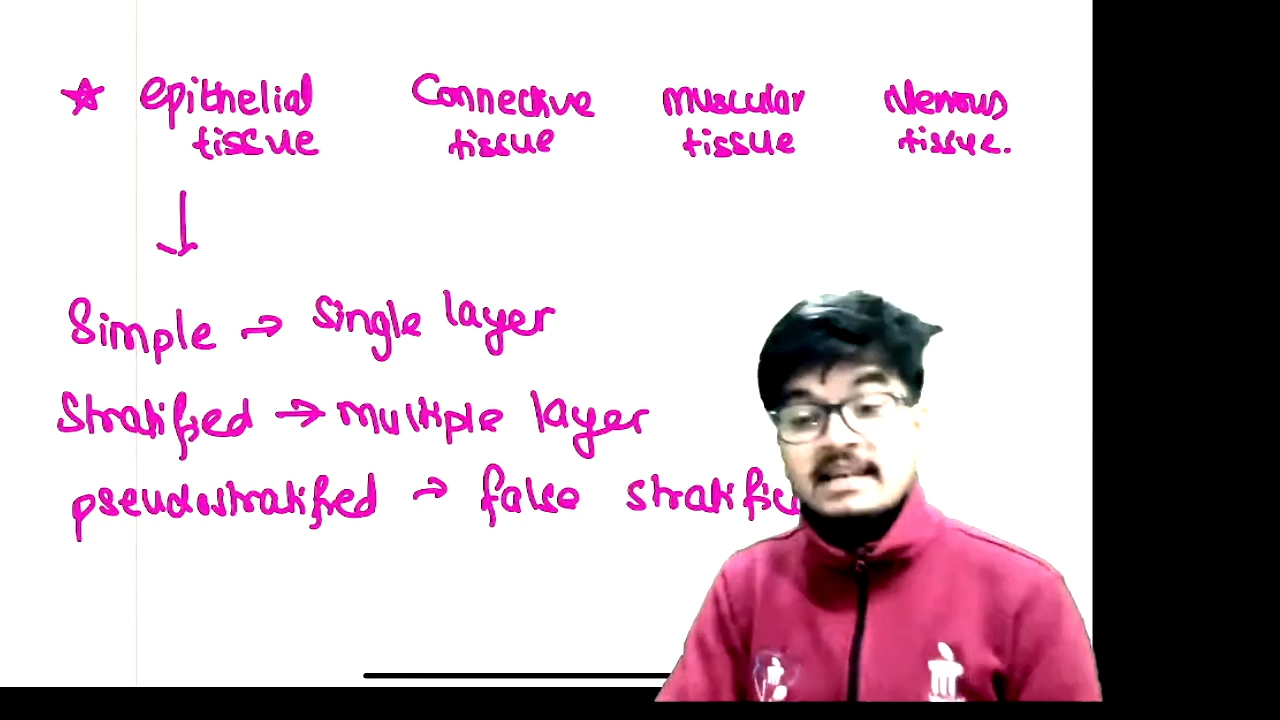 ☆ epithelial tissue
Connective tissue
muscular tissue
Nervous tissue.
↓
Simple → Single layer
Stratified → multiple layer
pseudostratified → false